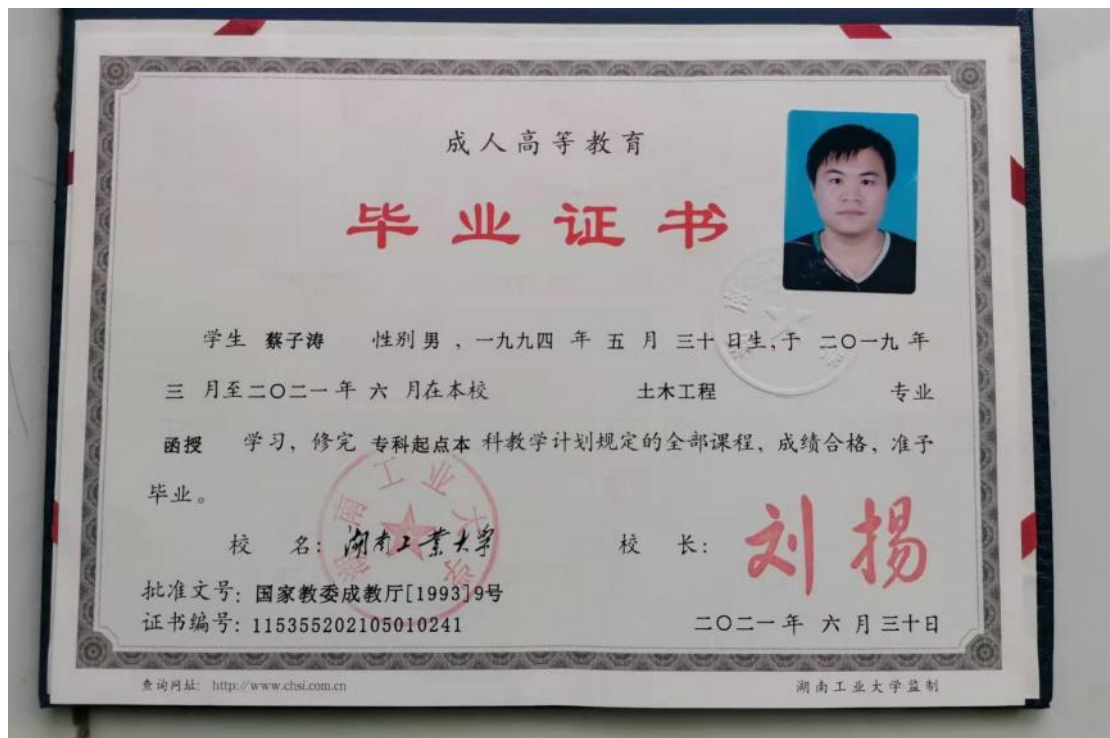 成人高等教育
毕业证书
学生 蔡子涛 性别 男 ，一九九四 年 五 月 三十 日生，于 二〇一九 年
三 月至二〇二一 年 六 月在本校 土木工程 专业
函授 学习，修完 专科起点本 科教学计划规定的全部课程，成绩合格，准予
毕业。
校 名：湖南工业大学
校 长：刘扬
湖南工业大学
批准文号：国家教委成教厅[1993]9号
证书编号：115355202105010241
二〇二一 年 六 月 三十日
查询网址：http://www.chsi.com.cn
湖南工业大学监制